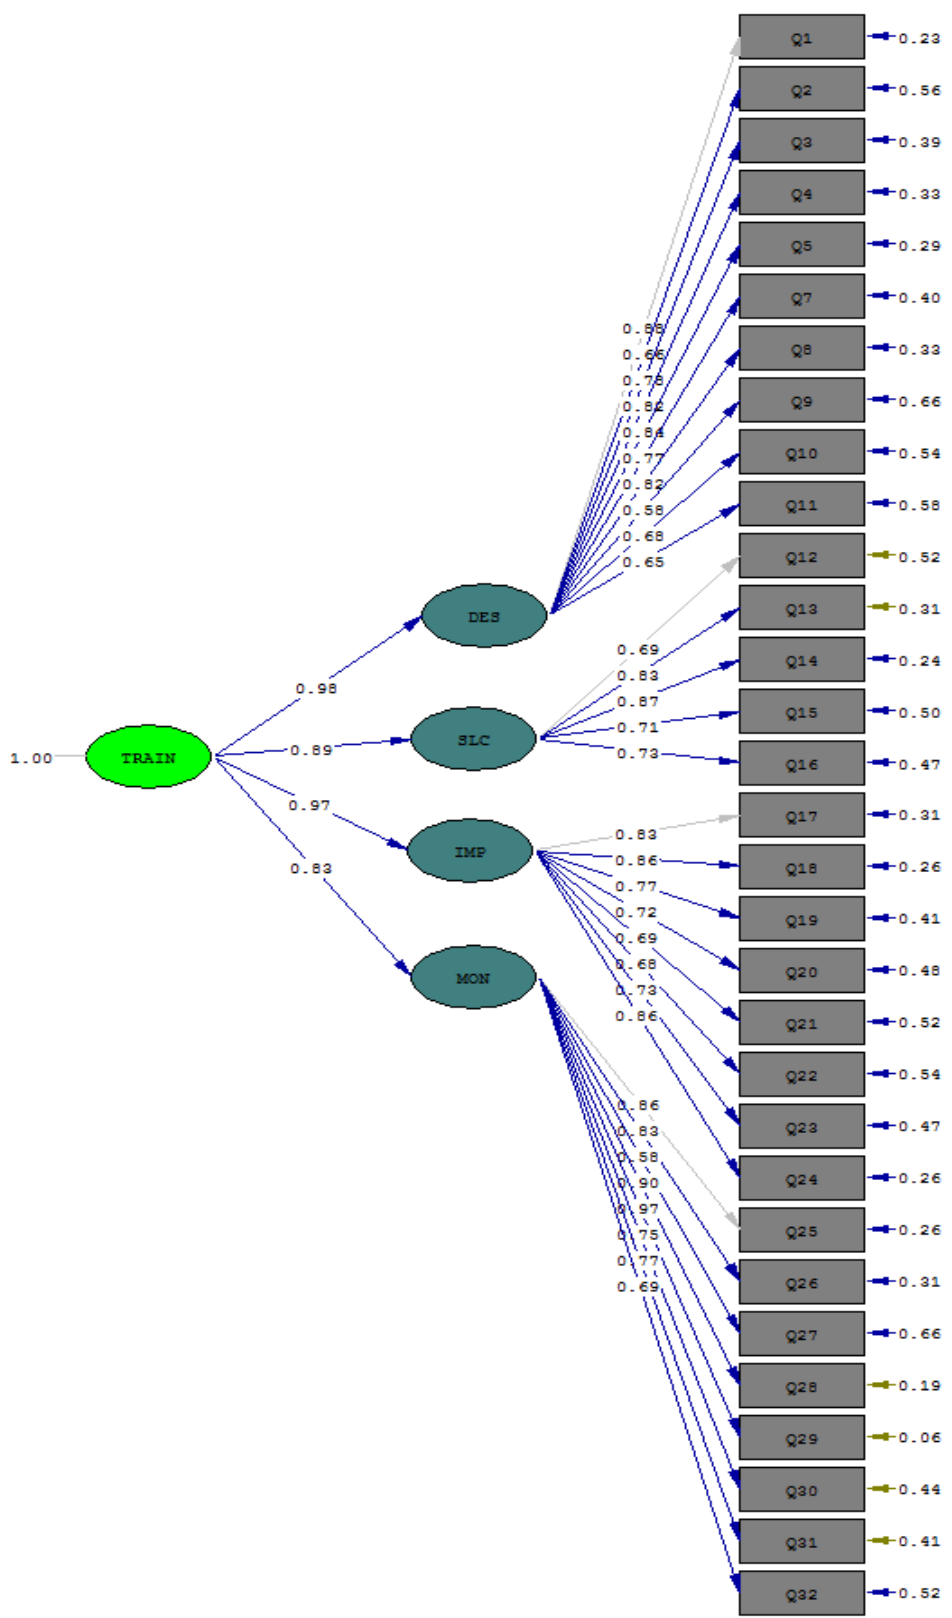 Q1 0.23
Q2 0.56
Q3 0.39
Q4 0.33
Q5 0.29
Q7 0.40
Q8 0.33
Q9 0.66
Q10 0.54
Q11 0.58
Q12 0.52
Q13 0.31
Q14 0.24
Q15 0.50
Q16 0.47
Q17 0.31
Q18 0.26
Q19 0.41
Q20 0.48
Q21 0.52
Q22 0.54
Q23 0.47
Q24 0.26
Q25 0.26
Q26 0.31
Q27 0.66
Q28 0.19
Q29 0.06
Q30 0.44
Q31 0.41
Q32 0.52
0.88
0.66
0.78
0.82
0.84
0.77
0.82
0.58
0.68
0.65
DES
0.69
0.83
0.87
0.71
0.73
SLC
0.83
0.86
0.77
0.72
0.69
0.68
0.73
0.86
IMP
0.86
0.83
0.58
0.90
0.97
0.75
0.77
0.69
MON
0.98
0.89
0.97
0.83
1.00 TRAIN